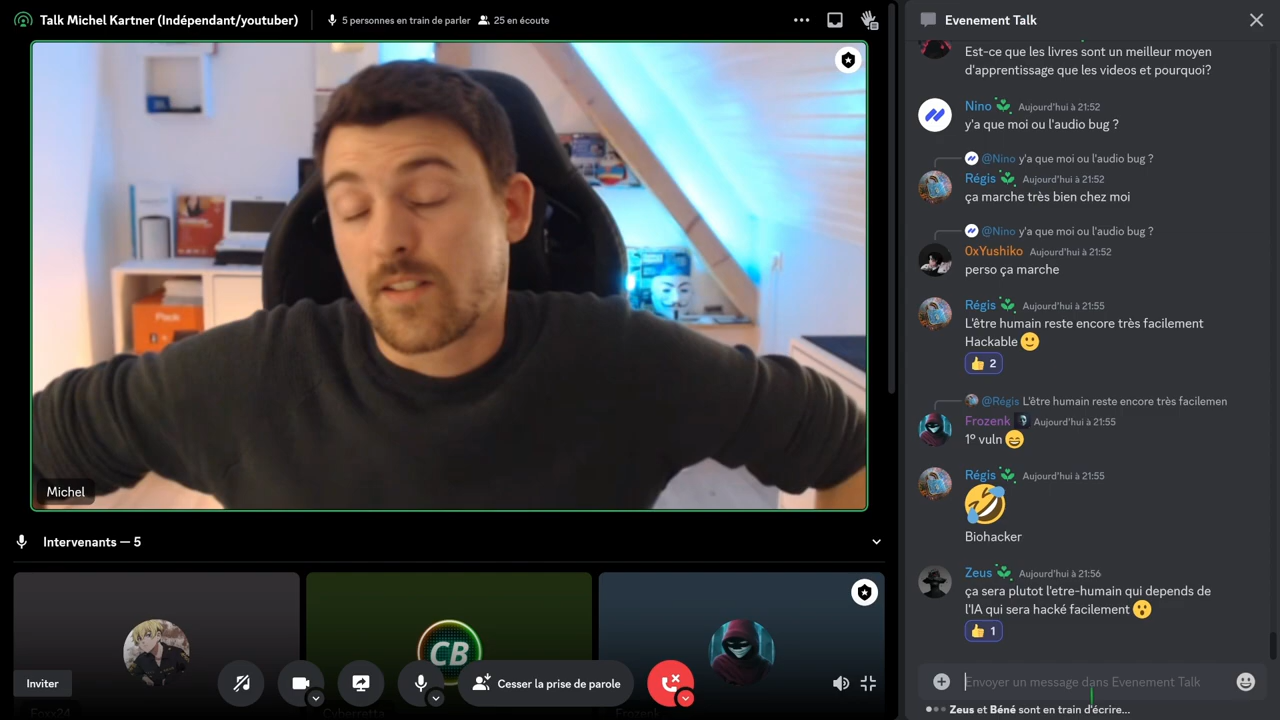 Talk Michel Kartner (Indépendant/youtuber)
5 personnes en train de parler
25 en écoute
Pack
Michel
Intervenants — 5
CB
Inviter
Cesser la prise de parole
Evenement Talk
Est-ce que les livres sont un meilleur moyen
d'apprentissage que les videos et pourquoi?
Nino Aujourd'hui à 21:52
y'a que moi ou l'audio bug ?
@Nino y'a que moi ou l'audio bug ?
Régis Aujourd'hui à 21:52
ça marche très bien chez moi
@Nino y'a que moi ou l'audio bug ?
0xYushiko Aujourd'hui à 21:52
perso ça marche
Régis Aujourd'hui à 21:55
L'être humain reste encore très facilement
Hackable 🙂
👍 2
@Régis L'être humain reste encore très facilemen
Frozenk Aujourd'hui à 21:55
1° vuln 😄
Régis Aujourd'hui à 21:55
🤣
Biohacker
Zeus Aujourd'hui à 21:56
ça sera plutot l'etre-humain qui depends de
l'IA qui sera hacké facilement 😮
👍 1
Envoyer un message dans Evenement Talk
Zeus et Béné sont en train d'écrire...